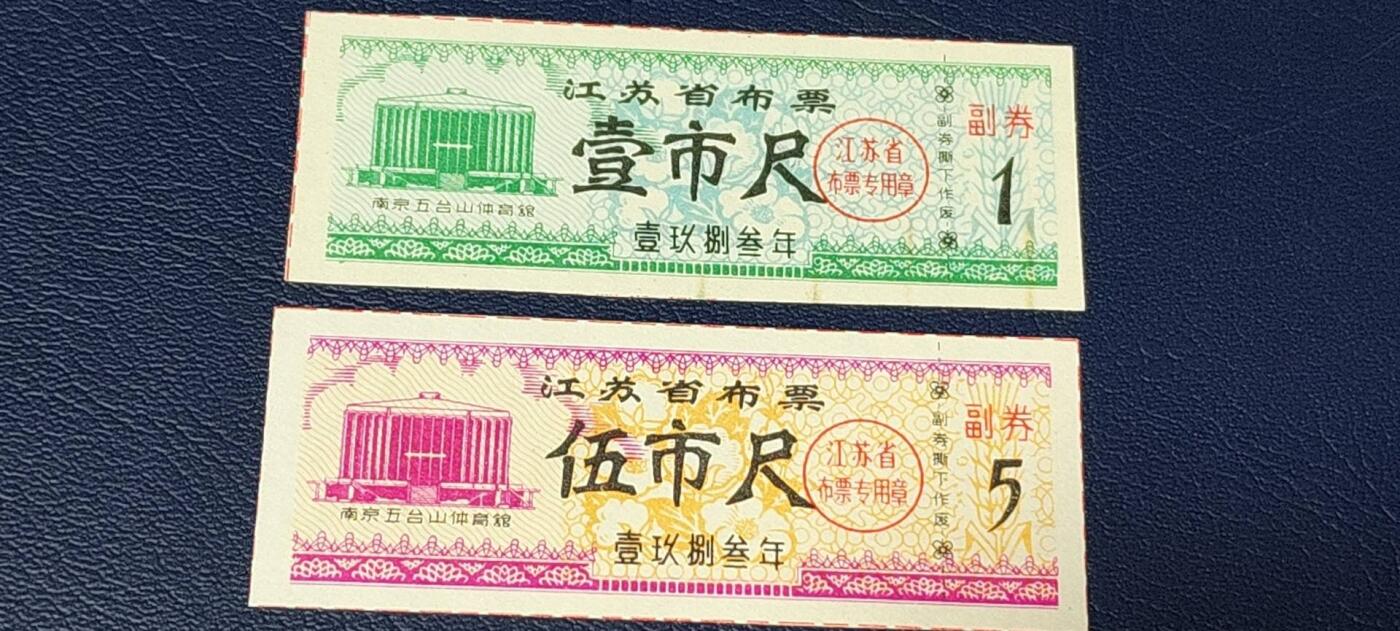 江苏省布票
壹市尺
江苏省
布票专用章
壹玖捌叁年
南京五台山体育舘
副券撕下作废
副券
1
江苏省布票
伍市尺
江苏省
布票专用章
壹玖捌叁年
南京五台山体育舘
副券撕下作废
副券
5